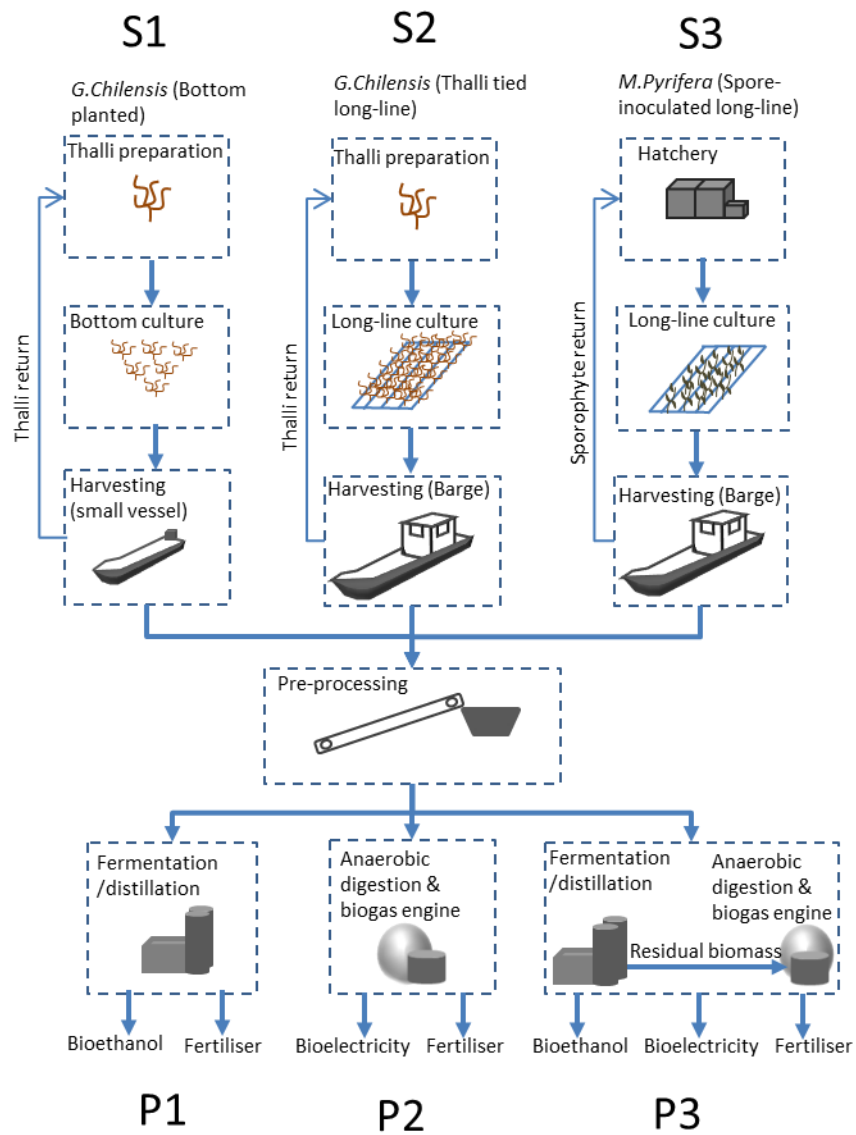 S1
S2
S3
G.Chilensis (Bottom
planted)
G.Chilensis (Thalli tied
long-line)
M.Pyrifera (Spore-
inoculated long-line)
Thalli preparation
Thalli preparation
Hatchery
Bottom culture
Long-line culture
Long-line culture
Thalli return
Thalli return
Sporophyte return
Harvesting
(small vessel)
Harvesting (Barge)
Harvesting (Barge)
Pre-processing
Fermentation
/distillation
Anaerobic
digestion &
biogas engine
Fermentation
/distillation
Anaerobic
digestion &
biogas engine
Residual biomass
Bioethanol
Fertiliser
Bioelectricity
Fertiliser
Bioethanol
Bioelectricity
Fertiliser
P1
P2
P3